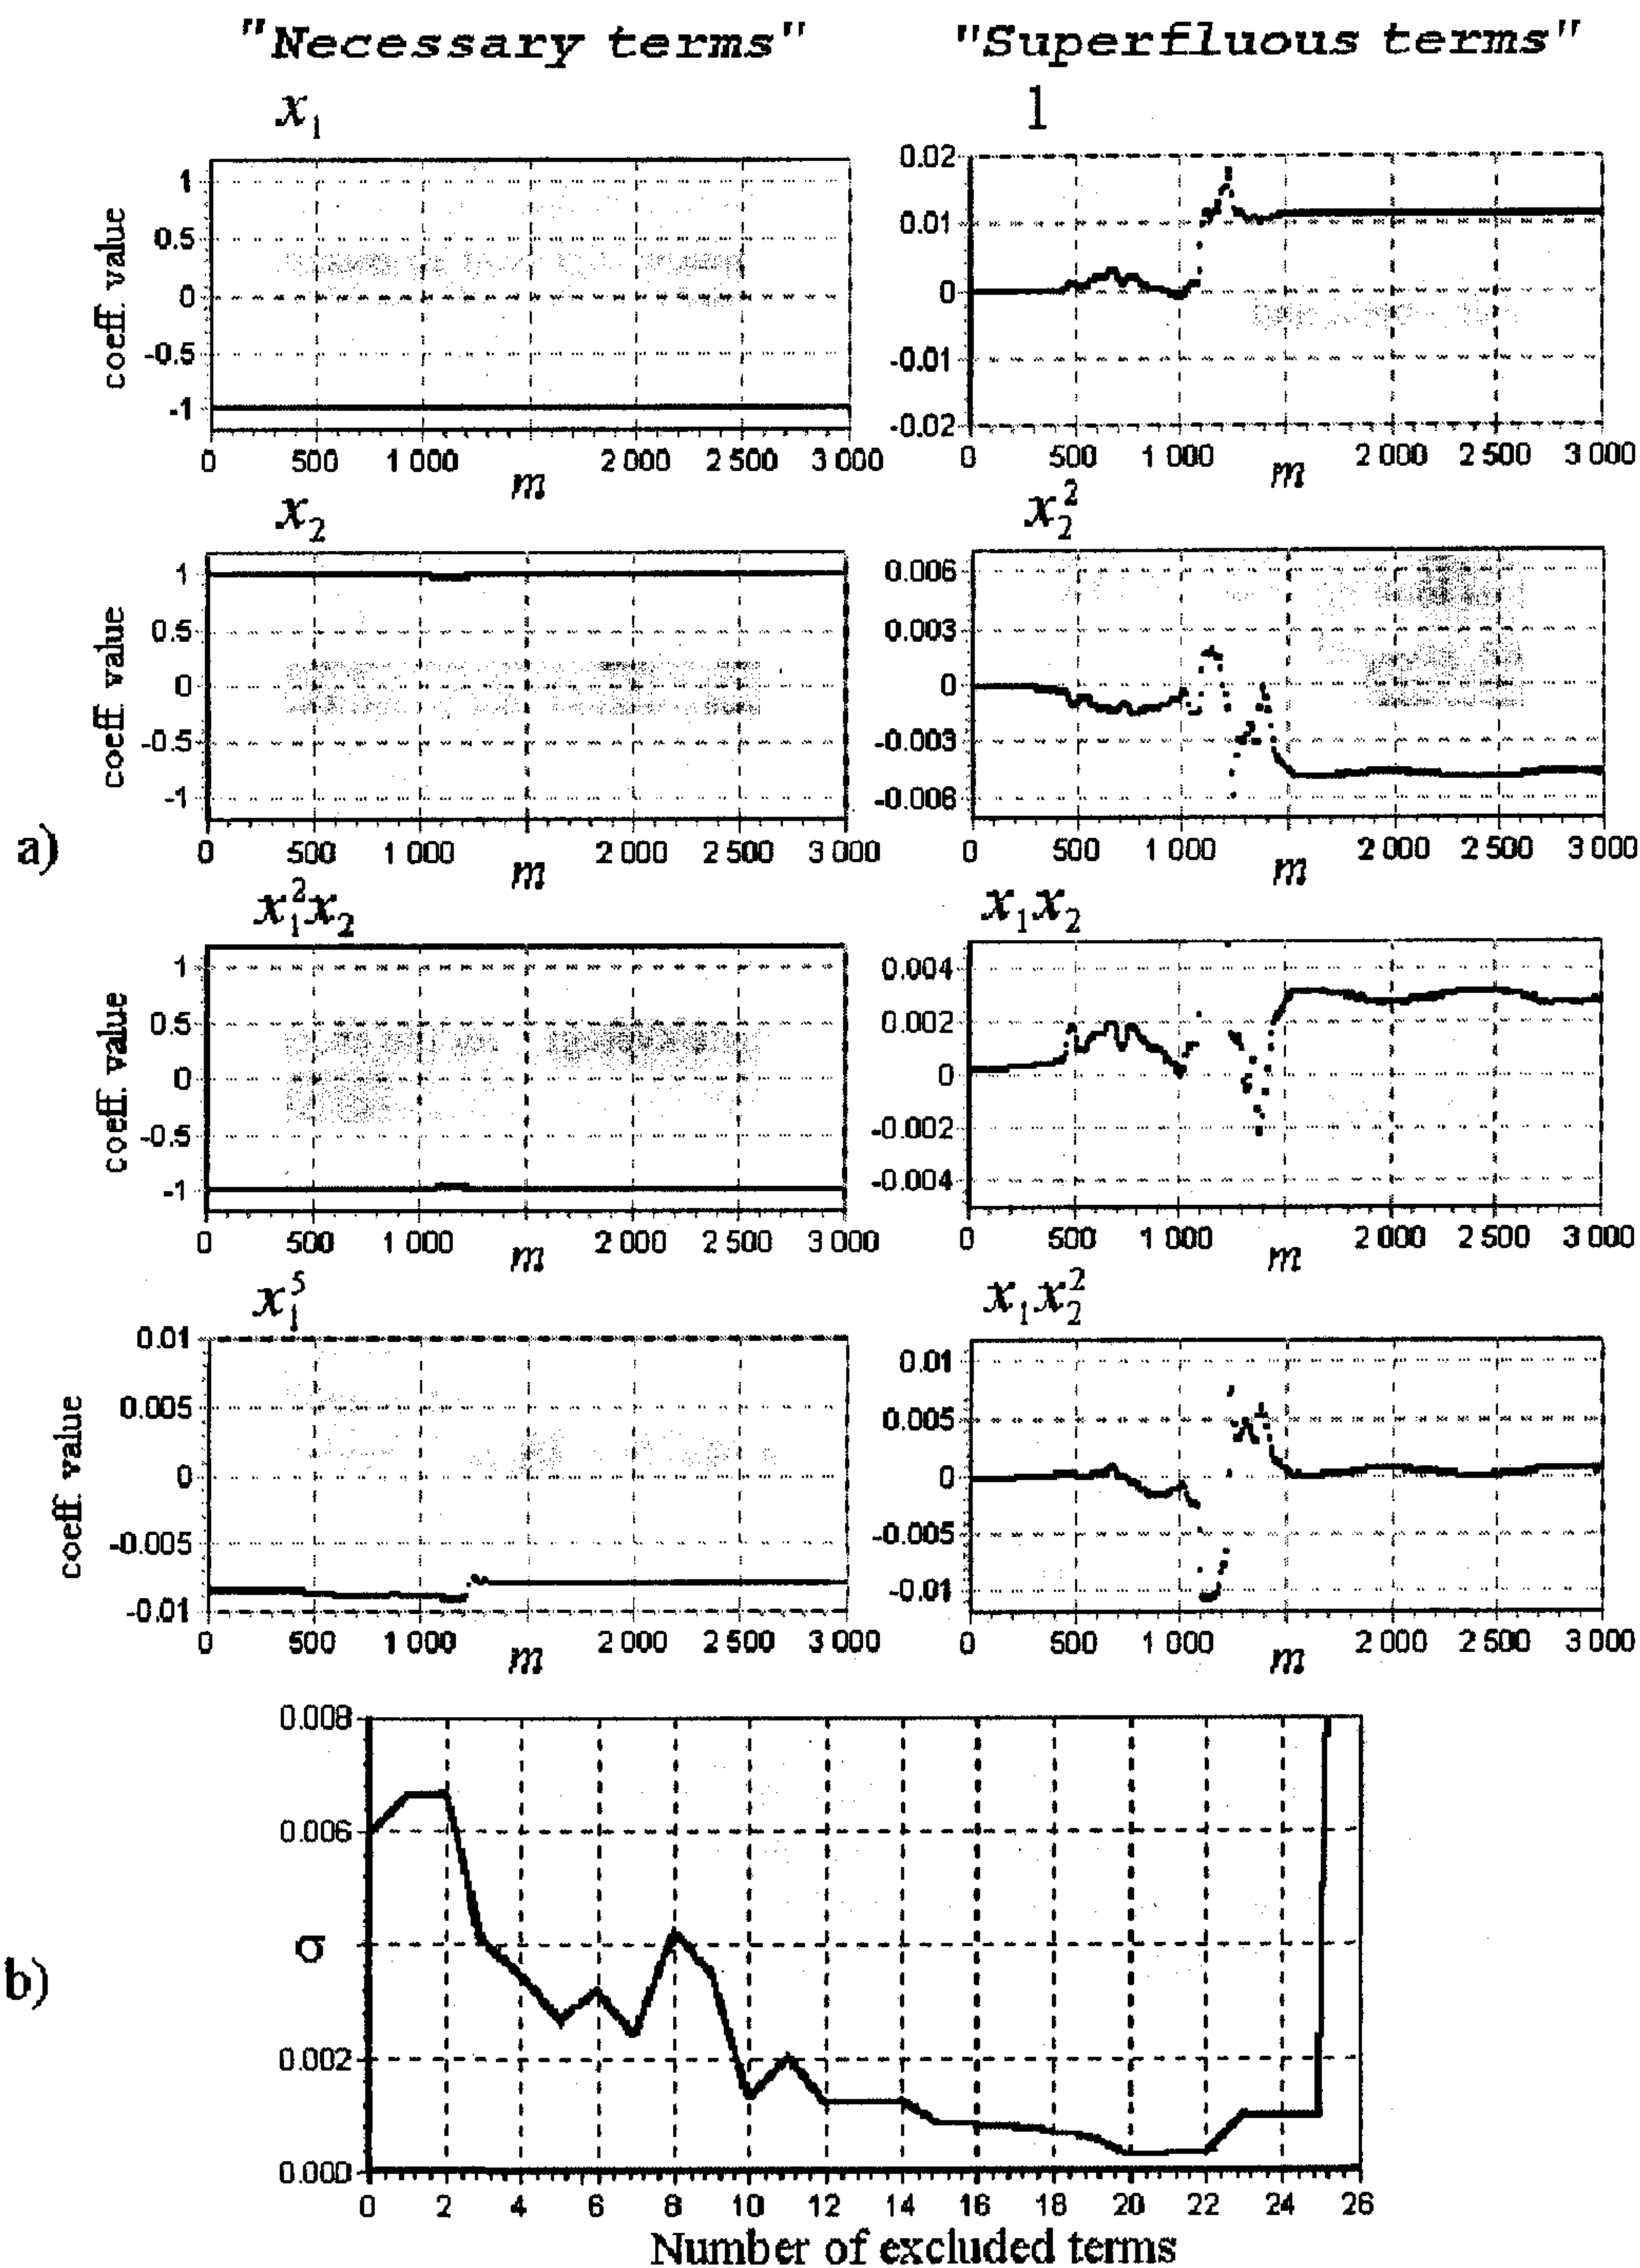 "Necessary terms" "Superfluous terms"
x₁ 1
coeff. value
1
0.5
0
-0.5
-1
0 500 1 000 m 2 000 2 500 3 000
0.02
0.01
0
-0.01
-0.02
0 500 1 000 m 2 000 2 500 3 000
x₂ x₂²
coeff. value
1
0.5
0
-0.5
-1
0 500 1 000 m 2 000 2 500 3 000
0.006
0.003
0
-0.003
-0.006
0 500 1 000 m 2 000 2 500 3 000
a)
x₁²x₂ x₁x₂
coeff. value
1
0.5
0
-0.5
-1
0 500 1 000 m 2 000 2 500 3 000
0.004
0.002
0
-0.002
-0.004
0 500 1 000 m 2 000 2 500 3 000
x₁⁵ x₁x₂²
coeff. value
0.01
0.005
0
-0.005
-0.01
0 500 1 000 m 2 000 2 500 3 000
0.01
0.005
0
-0.005
-0.01
0 500 1 000 m 2 000 2 500 3 000
b)
0.008
0.006
σ
0.002
0.000
0 2 4 6 8 10 12 14 16 18 20 22 24 26
Number of excluded terms